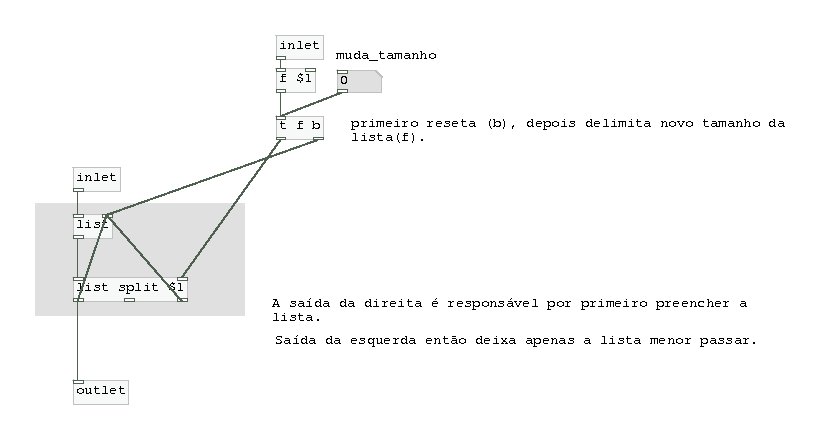 inlet
muda_tamanho
f $1
0
t f b
primeiro reseta (b), depois delimita novo tamanho da
lista(f).
inlet
list
list split $1
A saída da direita é responsável por primeiro preencher a
lista.
Saída da esquerda então deixa apenas a lista menor passar.
outlet